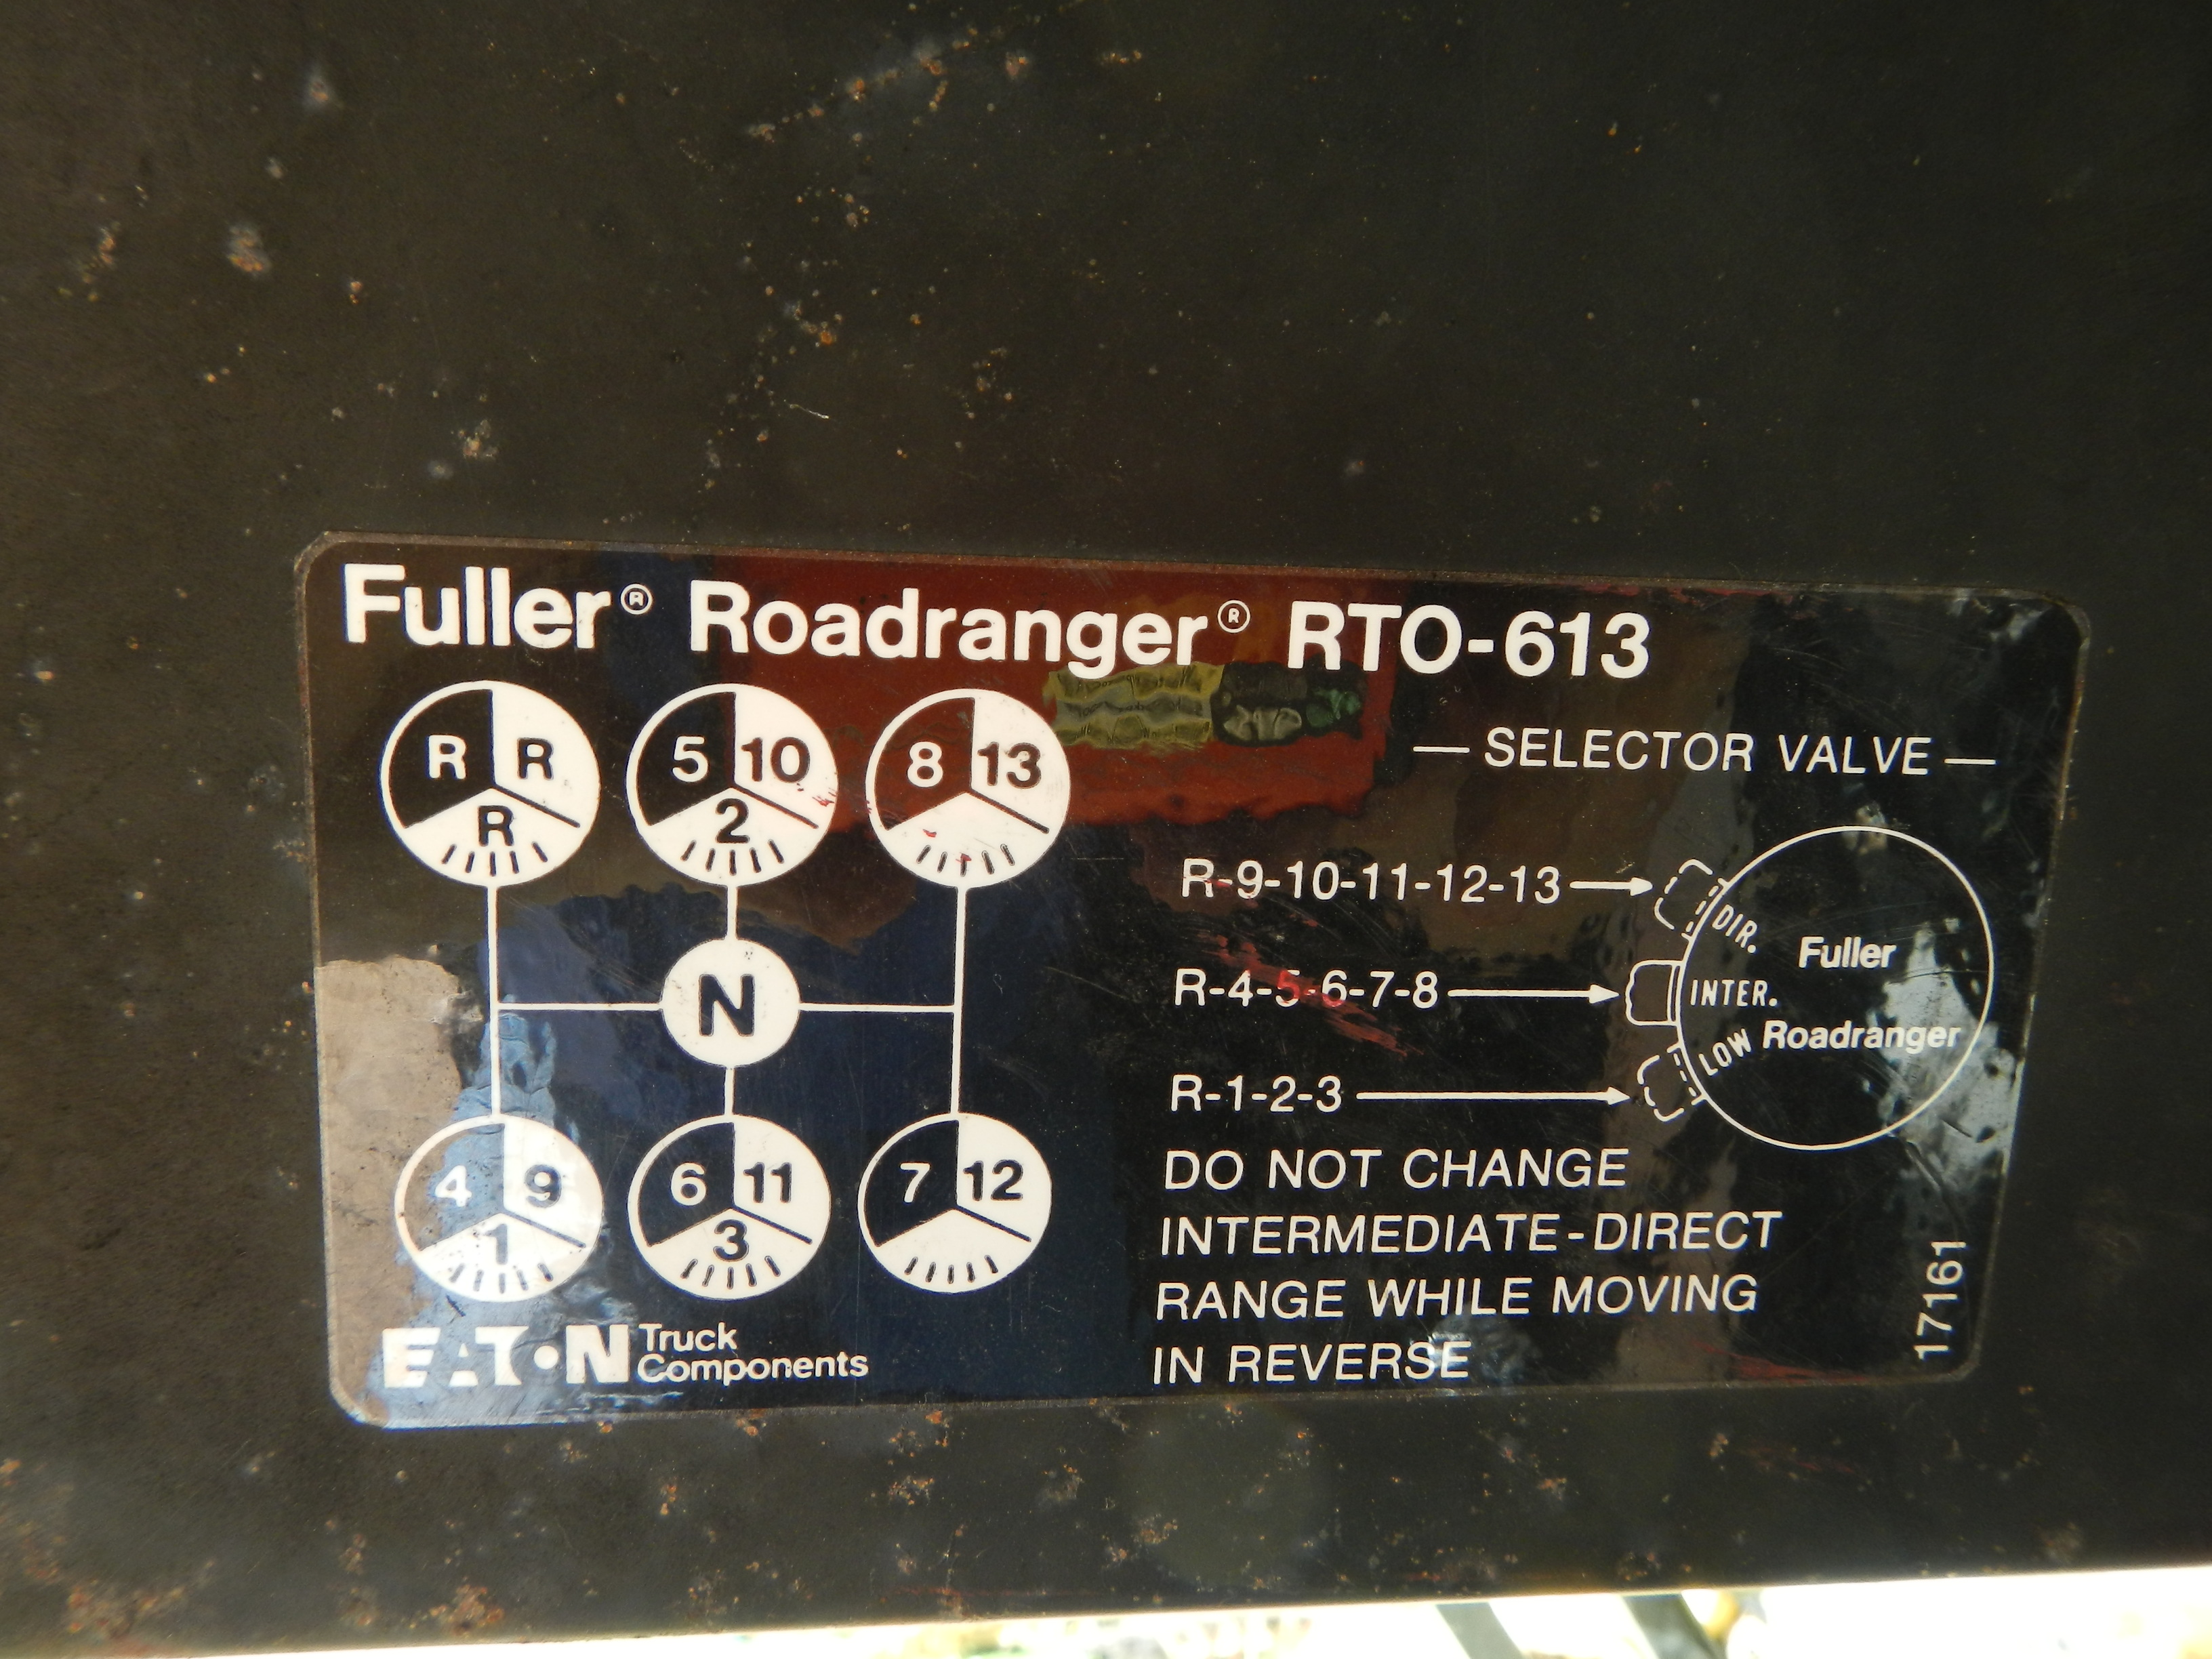 Fuller® Roadranger® RTO-613
R R R
5 10 2
8 13
N
4 9 1
6 11 3
7 12
EATON Truck Components
— SELECTOR VALVE —
R-9-10-11-12-13
R-4-5-6-7-8
R-1-2-3
DIR.
INTER.
LOW
Fuller
Roadranger
DO NOT CHANGE
INTERMEDIATE-DIRECT
RANGE WHILE MOVING
IN REVERSE
17161